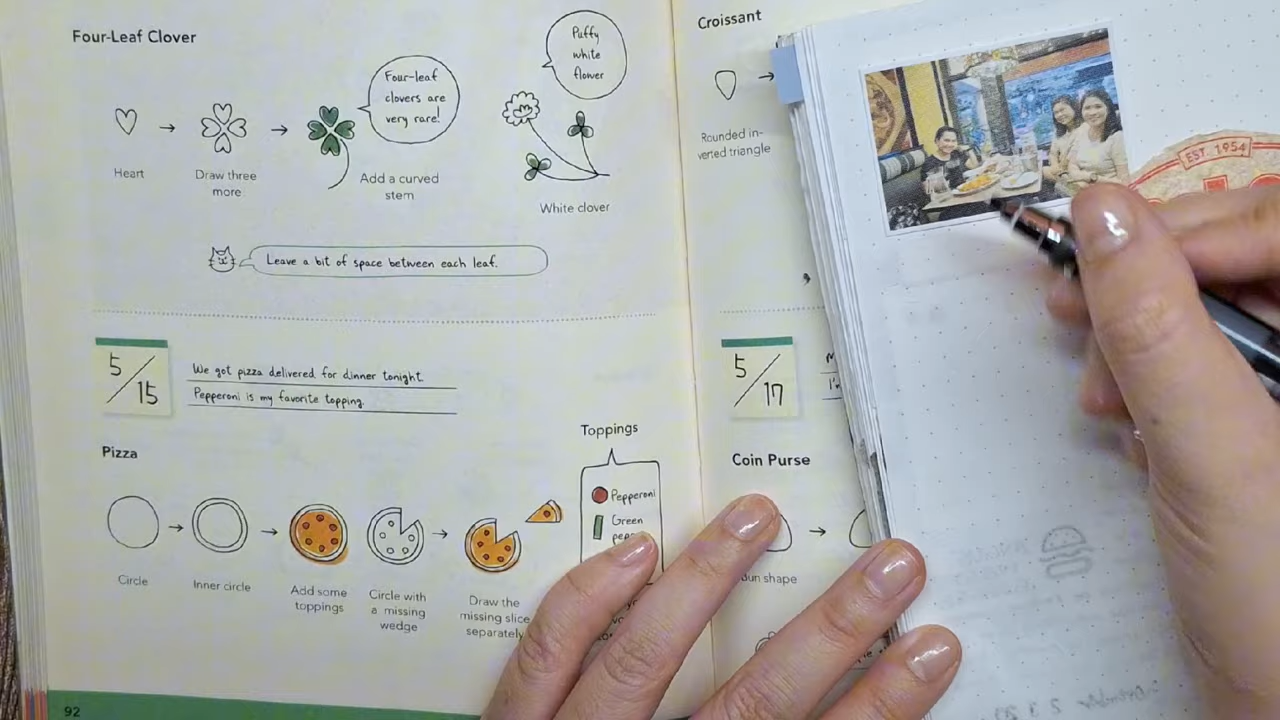 Four-Leaf Clover
Four-leaf
clovers are
very rare!
Puffy
white
flower
Heart
Draw three
more
Add a curved
stem
White clover
Leave a bit of space between each leaf.
5/15
We got pizza delivered for dinner tonight.
Pepperoni is my favorite topping.
Pizza
Toppings
Pepperoni
Green
Circle
Inner circle
Add some
toppings
Circle with
a missing
wedge
Draw the
missing slice
separately
92
Croissant
Rounded in-
verted triangle
5/17
Coin Purse
Bun shape
EST. 1954